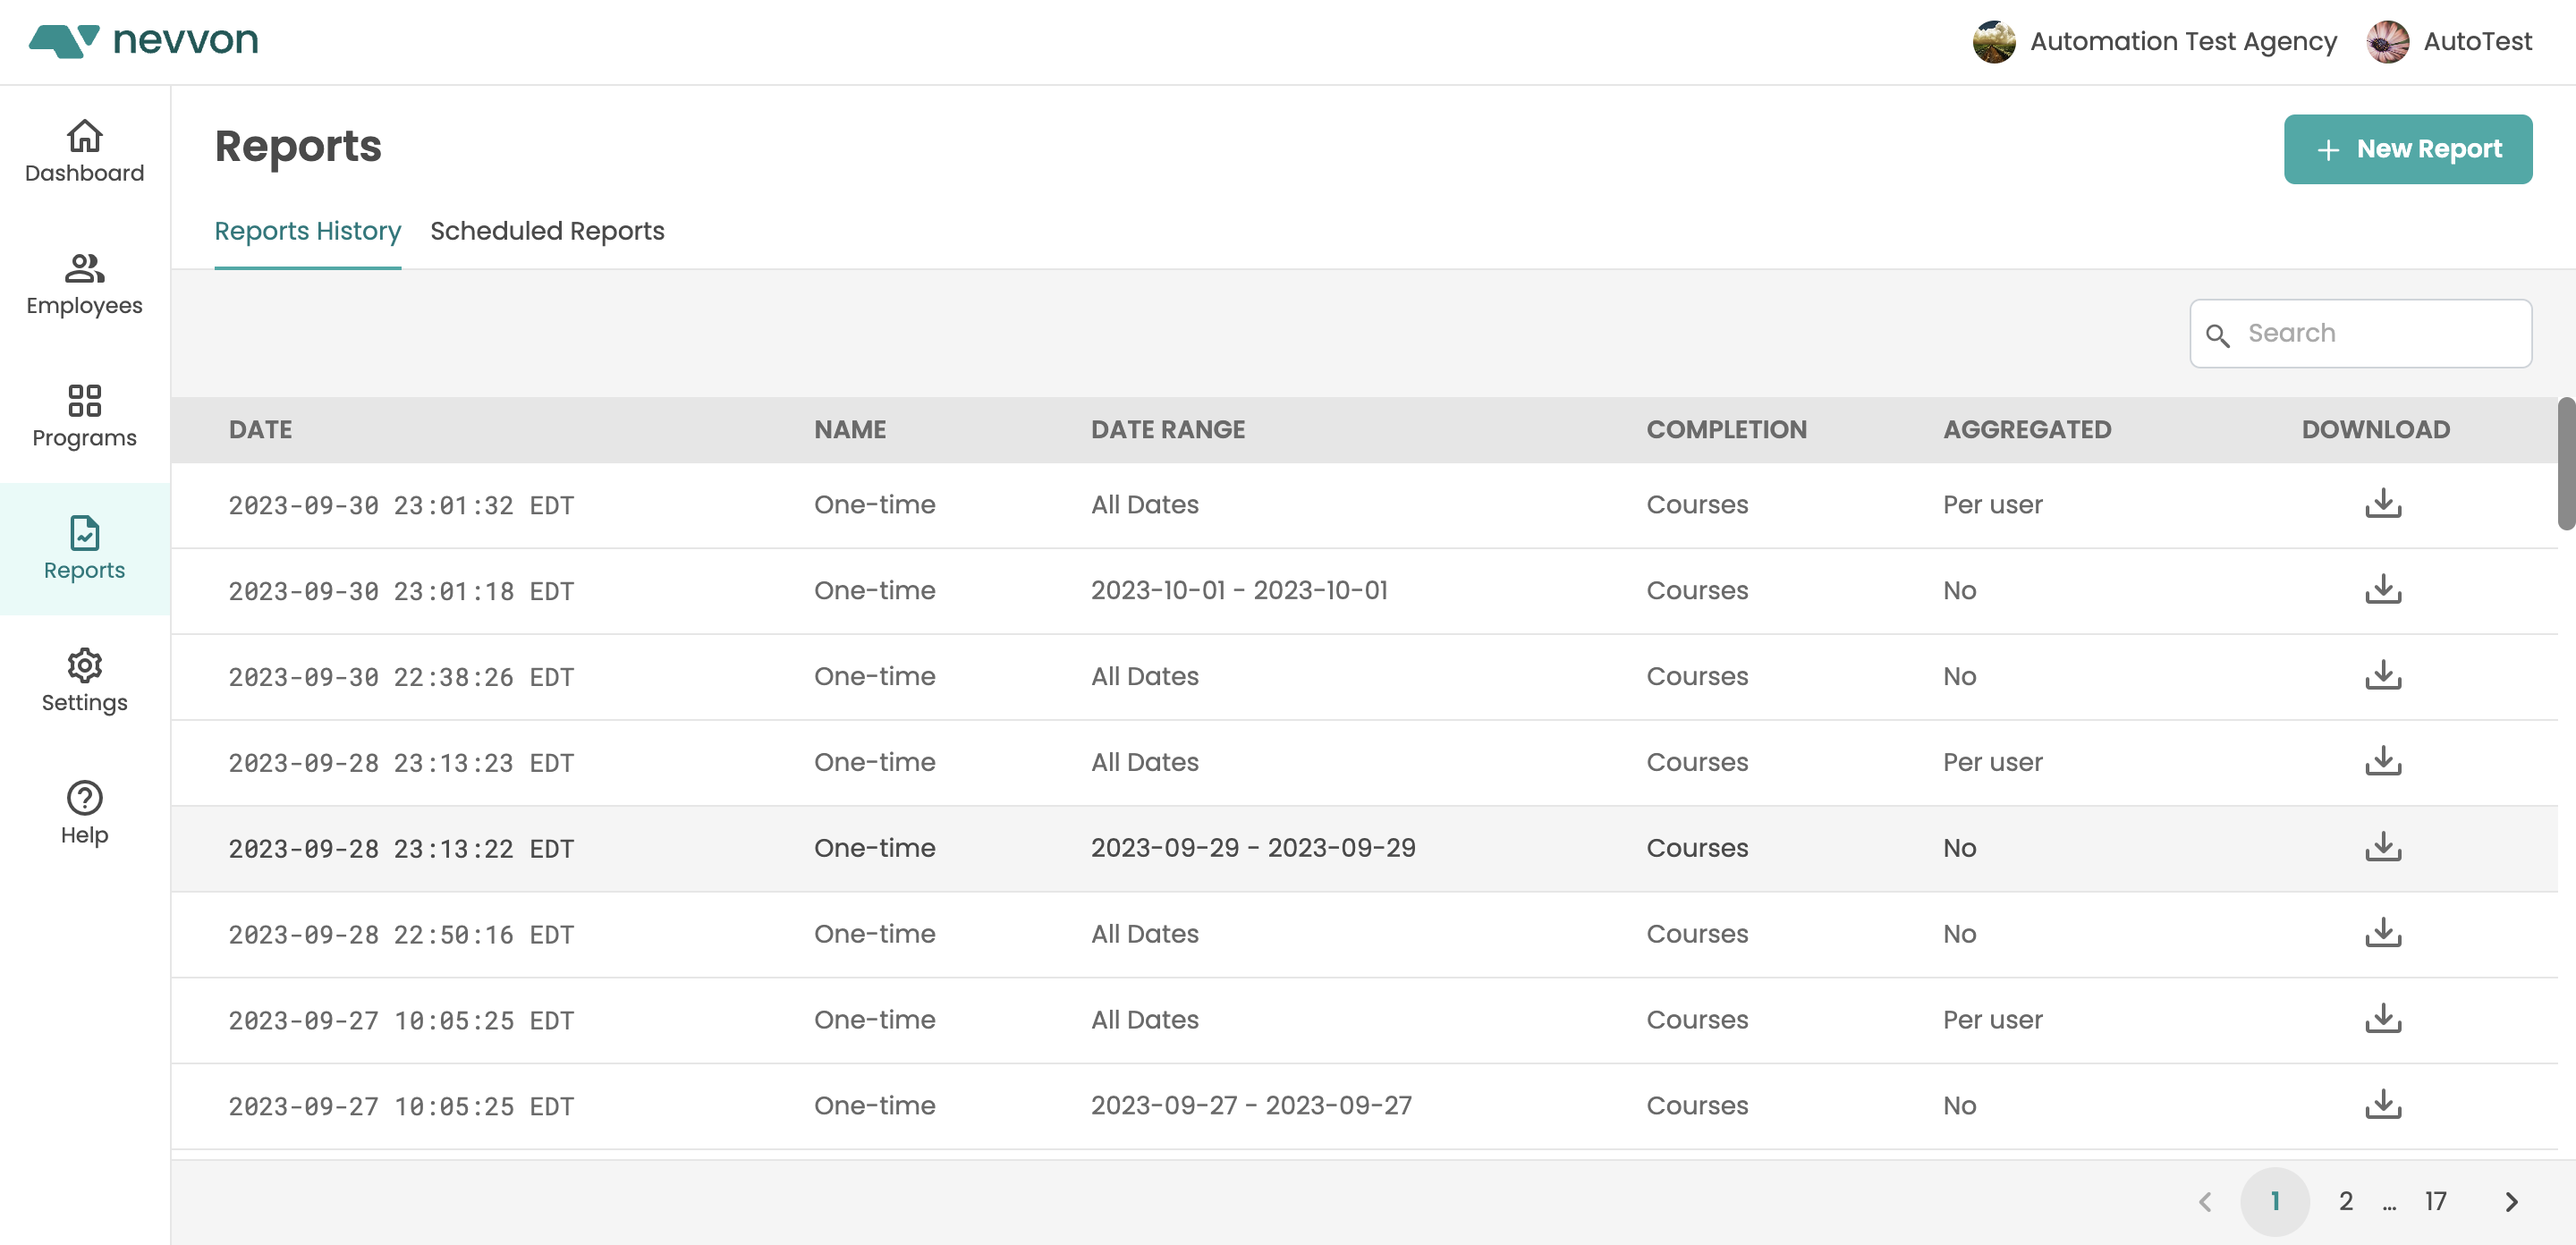 nevvon
Automation Test Agency
AutoTest
Dashboard
Employees
Programs
Reports
Settings
Help
Reports
+ New Report
Reports History Scheduled Reports
Search
DATE NAME DATE RANGE COMPLETION AGGREGATED DOWNLOAD
2023-09-30 23:01:32 EDT One-time All Dates Courses Per user
2023-09-30 23:01:18 EDT One-time 2023-10-01 - 2023-10-01 Courses No
2023-09-30 22:38:26 EDT One-time All Dates Courses No
2023-09-28 23:13:23 EDT One-time All Dates Courses Per user
2023-09-28 23:13:22 EDT One-time 2023-09-29 - 2023-09-29 Courses No
2023-09-28 22:50:16 EDT One-time All Dates Courses No
2023-09-27 10:05:25 EDT One-time All Dates Courses Per user
2023-09-27 10:05:25 EDT One-time 2023-09-27 - 2023-09-27 Courses No
1 2 ... 17